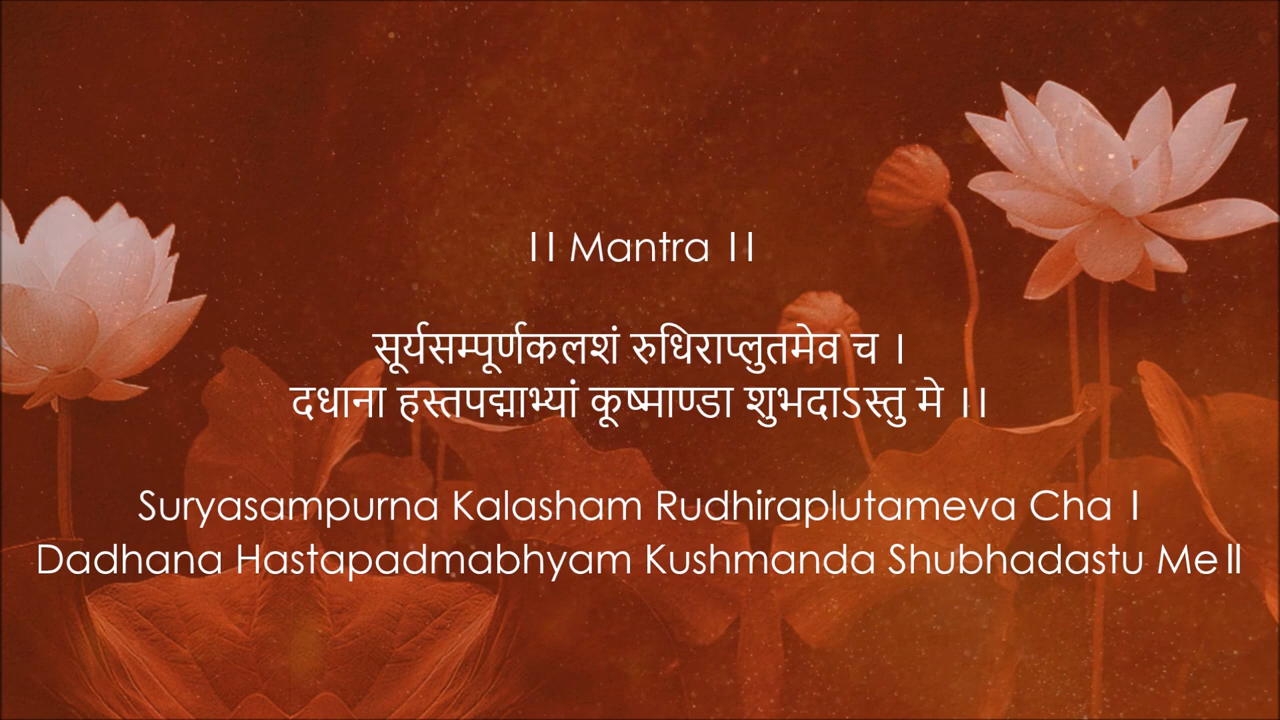 ।। Mantra ।।
सूर्यसम्पूर्णकलशं रुधिराप्लुतमेव च ।
दधाना हस्तपद्माभ्यां कूष्माण्डा शुभदाऽस्तु मे ।।
Suryasampurna Kalasham Rudhiraplutameva Cha ।
Dadhana Hastapadmabhyam Kushmanda Shubhadastu Me॥